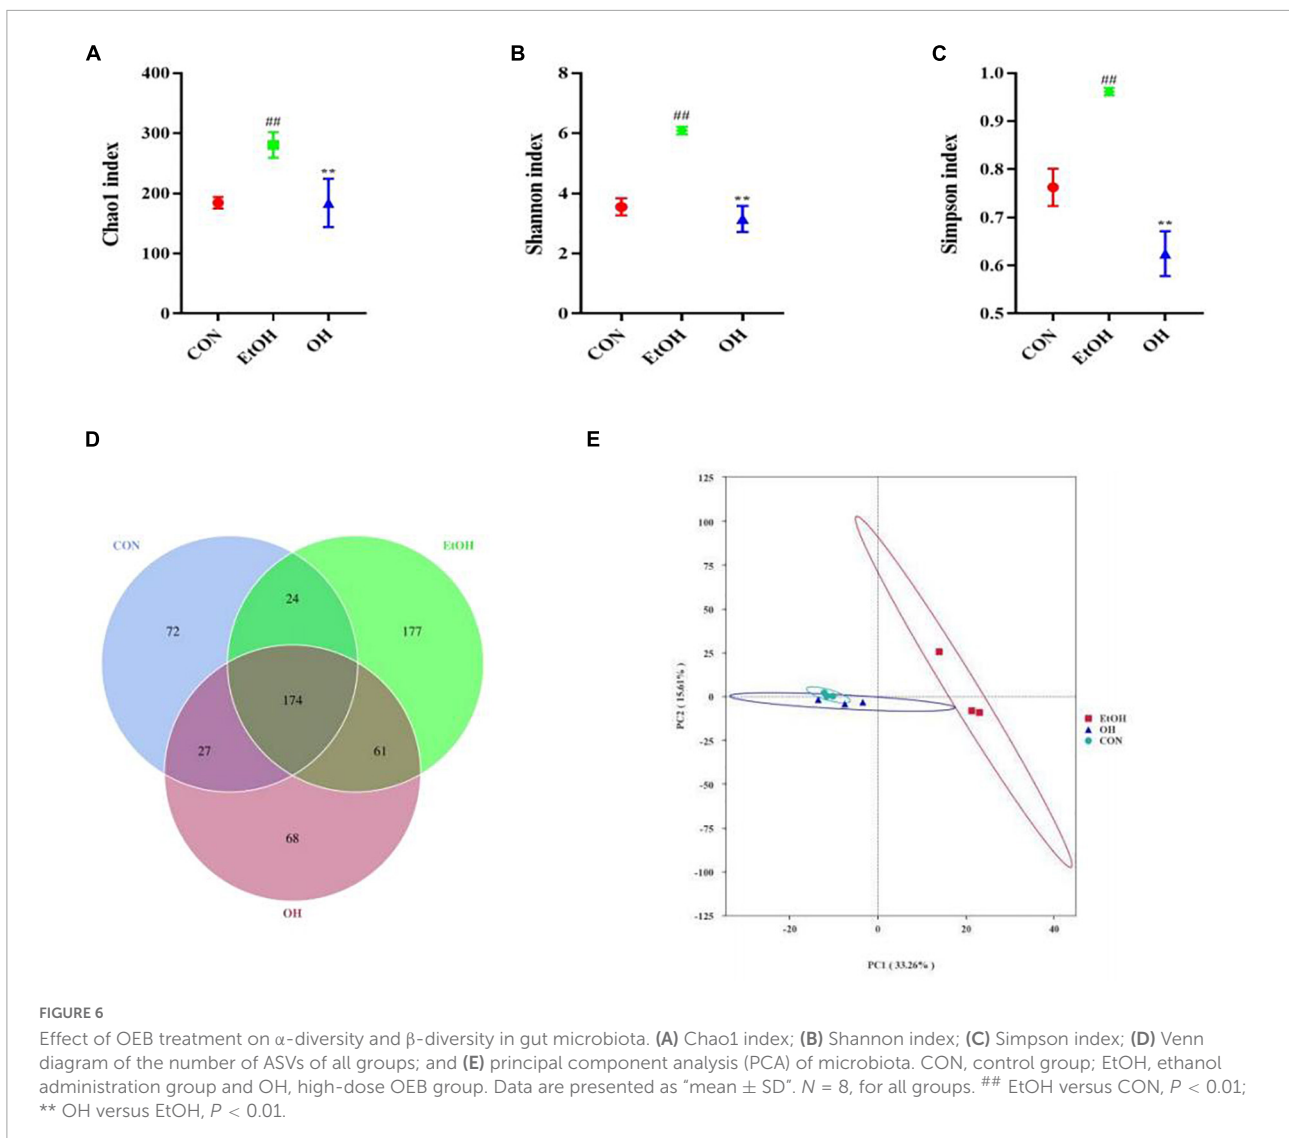 A
B
C
400
300
200
100
0
Chao1 index
##
**
CON
EtOH
OH
8
6
4
2
0
Shannon index
##
**
CON
EtOH
OH
1.0
0.9
0.8
0.7
0.6
0.5
Simpson index
##
**
CON
EtOH
OH
D
E
CON
EtOH
24
72
177
174
27
61
68
OH
125
100
75
50
25
0
-25
-50
-75
-100
-125
PC2 ( 15.61% )
-20
0
20
40
PC1 ( 33.26% )
EtOH
OH
CON
FIGURE 6
Effect of OEB treatment on α-diversity and β-diversity in gut microbiota. (A) Chao1 index; (B) Shannon index; (C) Simpson index; (D) Venn
diagram of the number of ASVs of all groups; and (E) principal component analysis (PCA) of microbiota. CON, control group; EtOH, ethanol
administration group and OH, high-dose OEB group. Data are presented as “mean ± SD”. N = 8, for all groups. ## EtOH versus CON, P < 0.01;
** OH versus EtOH, P < 0.01.